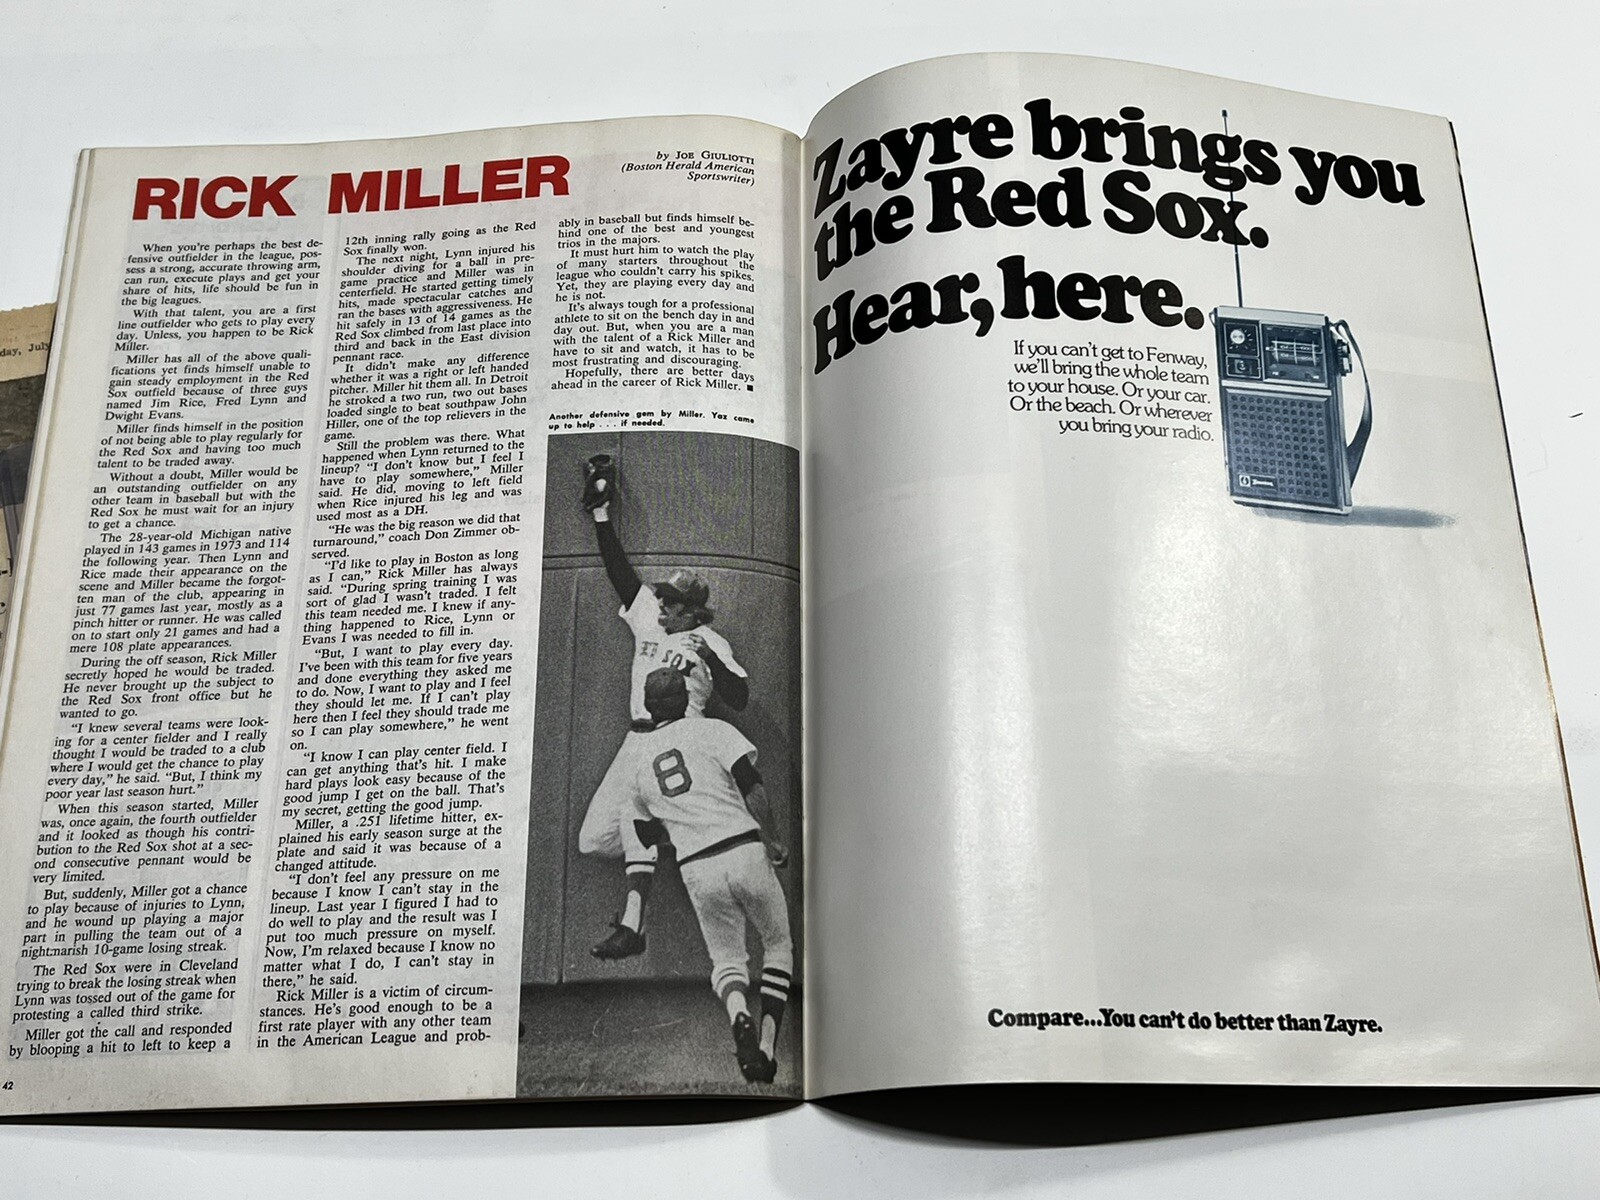 day, July
RICK MILLER
by JOE GIULIOTTI
(Boston Herald American
Sportswriter)
When you're perhaps the best de-
fensive outfielder in the league, pos-
sess a strong, accurate throwing arm,
can run, execute plays and get your
share of hits, life should be fun in
the big leagues.
With that talent, you are a first
line outfielder who gets to play every
day. Unless, you happen to be Rick
Miller.
Miller has all of the above quali-
fications yet finds himself unable to
gain steady employment in the Red
Sox outfield because of three guys
named Jim Rice, Fred Lynn and
Dwight Evans.
Miller finds himself in the position
of not being able to play regularly for
the Red Sox and having too much
talent to be traded away.
Without a doubt, Miller would be
an outstanding outfielder on any
other team in baseball but with the
Red Sox he must wait for an injury
to get a chance.
The 28-year-old Michigan native
played in 143 games in 1973 and 114
the following year. Then Lynn and
Rice made their appearance on the
scene and Miller became the forgot-
ten man of the club, appearing in
just 77 games last year, mostly as a
pinch hitter or runner. He was called
on to start only 21 games and had a
mere 108 plate appearances.
During the off season, Rick Miller
secretly hoped he would be traded.
He never brought up the subject to
the Red Sox front office but he
wanted to go.
"I knew several teams were look-
ing for a center fielder and I really
thought I would be traded to a club
where I would get the chance to play
every day," he said. "But, I think my
poor year last season hurt."
When this season started, Miller
was, once again, the fourth outfielder
and it looked as though his contri-
bution to the Red Sox shot at a sec-
ond consecutive pennant would be
very limited.
But, suddenly, Miller got a chance
to play because of injuries to Lynn,
and he wound up playing a major
part in pulling the team out of a
nightmarish 10-game losing streak.
The Red Sox were in Cleveland
trying to break the losing streak when
Lynn was tossed out of the game for
protesting a called third strike.
Miller got the call and responded
by blooping a hit to left to keep a
12th inning rally going as the Red
Sox finally won.
The next night, Lynn injured his
shoulder diving for a ball in pre-
game practice and Miller was in
centerfield. He started getting timely
hits, made spectacular catches and
ran the bases with aggressiveness. He
hit safely in 13 of 14 games as the
Red Sox climbed from last place into
third and back in the East division
pennant race.
It didn't make any difference
whether it was a right or left handed
pitcher. Miller hit them all. In Detroit
he stroked a two run, two out bases
loaded single to beat southpaw John
Hiller, one of the top relievers in the
game.
Still the problem was there. What
happened when Lynn returned to the
lineup? "I don't know but I feel I
have to play somewhere," Miller
said. He did, moving to left field
when Rice injured his leg and was
used most as a DH.
"He was the big reason we did that
turnaround," coach Don Zimmer ob-
served.
"I'd like to play in Boston as long
as I can," Rick Miller has always
said. "During spring training I was
sort of glad I wasn't traded. I felt
this team needed me. I knew if any-
thing happened to Rice, Lynn or
Evans I was needed to fill in.
"But, I want to play every day.
I've been with this team for five years
and done everything they asked me
to do. Now, I want to play and I feel
they should let me. If I can't play
here then I feel they should trade me
so I can play somewhere," he went
on.
"I know I can play center field. I
can get anything that's hit. I make
hard plays look easy because of the
good jump I get on the ball. That's
my secret, getting the good jump.
Miller, a .251 lifetime hitter, ex-
plained his early season surge at the
plate and said it was because of a
changed attitude.
"I don't feel any pressure on me
because I know I can't stay in the
lineup. Last year I figured I had to
do well to play and the result was I
put too much pressure on myself.
Now, I'm relaxed because I know no
matter what I do, I can't stay in
there," he said.
Rick Miller is a victim of circum-
stances. He's good enough to be a
first rate player with any other team
in the American League and prob-
ably in baseball but finds himself be-
hind one of the best and youngest
trios in the majors.
It must hurt him to watch the play
of many starters throughout the
league who couldn't carry his spikes.
Yet, they are playing every day and
he is not.
It's always tough for a professional
athlete to sit on the bench day in and
day out. But, when you are a man
with the talent of a Rick Miller and
have to sit and watch, it has to be
most frustrating and discouraging.
Hopefully, there are better days
ahead in the career of Rick Miller. ■
Another defensive gem by Miller. Yaz came
up to help . . . if needed.
RED SOX
8
42
Zayre brings you
the Red Sox.
Hear, here.
If you can't get to Fenway,
we'll bring the whole team
to your house. Or your car.
Or the beach. Or wherever
you bring your radio.
Compare...You can't do better than Zayre.